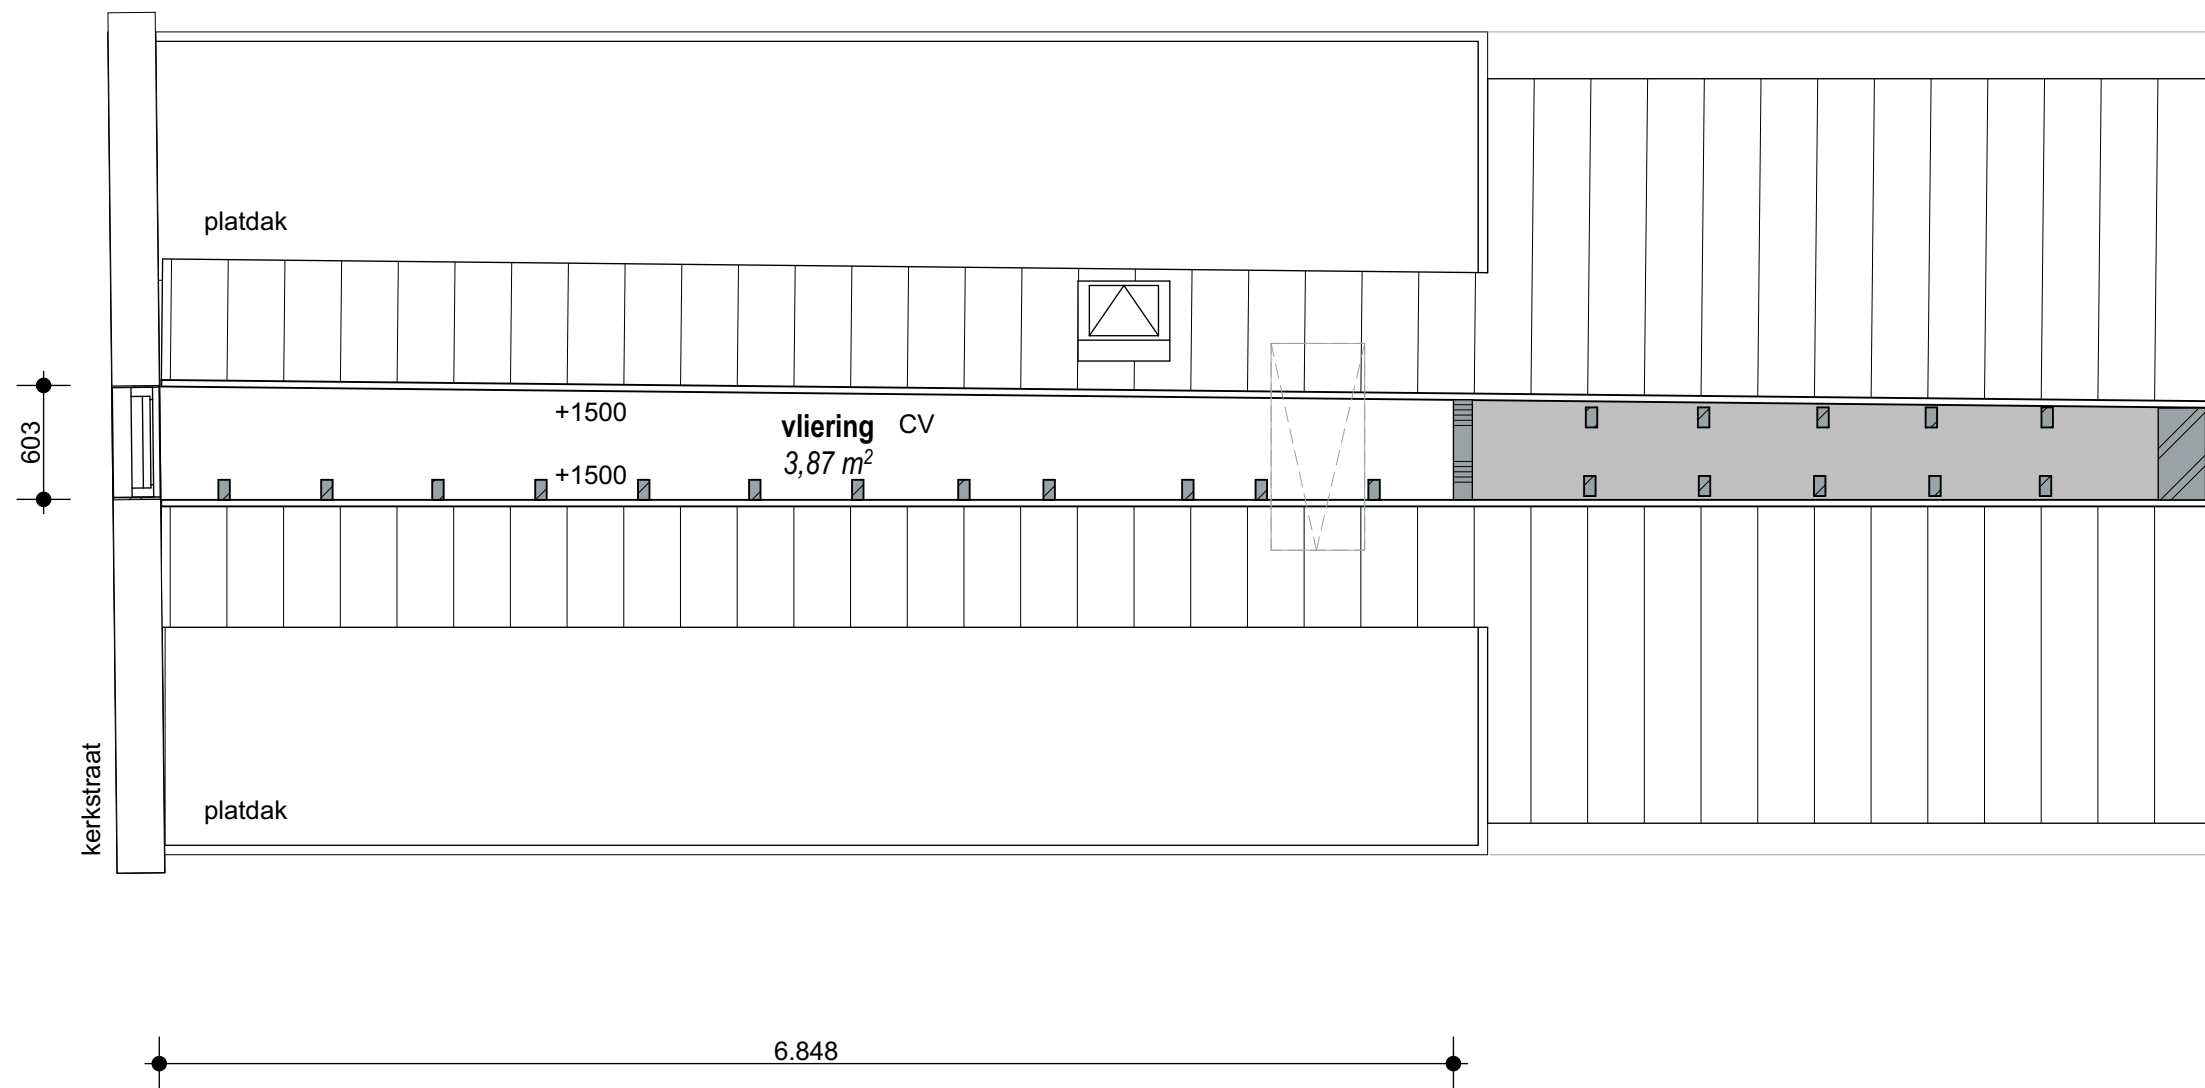 platdak
+1500
vliering
CV
603
+1500
3,87 m²
kerkstraat
platdak
6.848